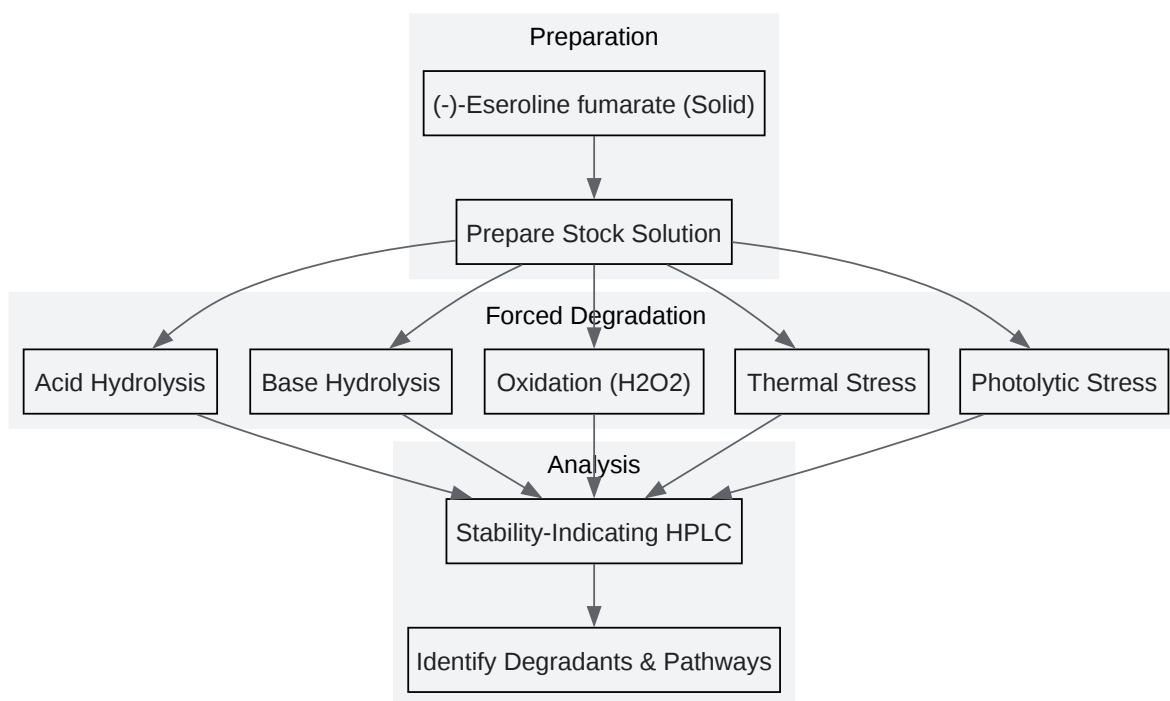 Preparation
(-)-Eseroline fumarate (Solid)
Prepare Stock Solution
Forced Degradation
Acid Hydrolysis
Base Hydrolysis
Oxidation (H2O2)
Thermal Stress
Photolytic Stress
Analysis
Stability-Indicating HPLC
Identify Degradants & Pathways